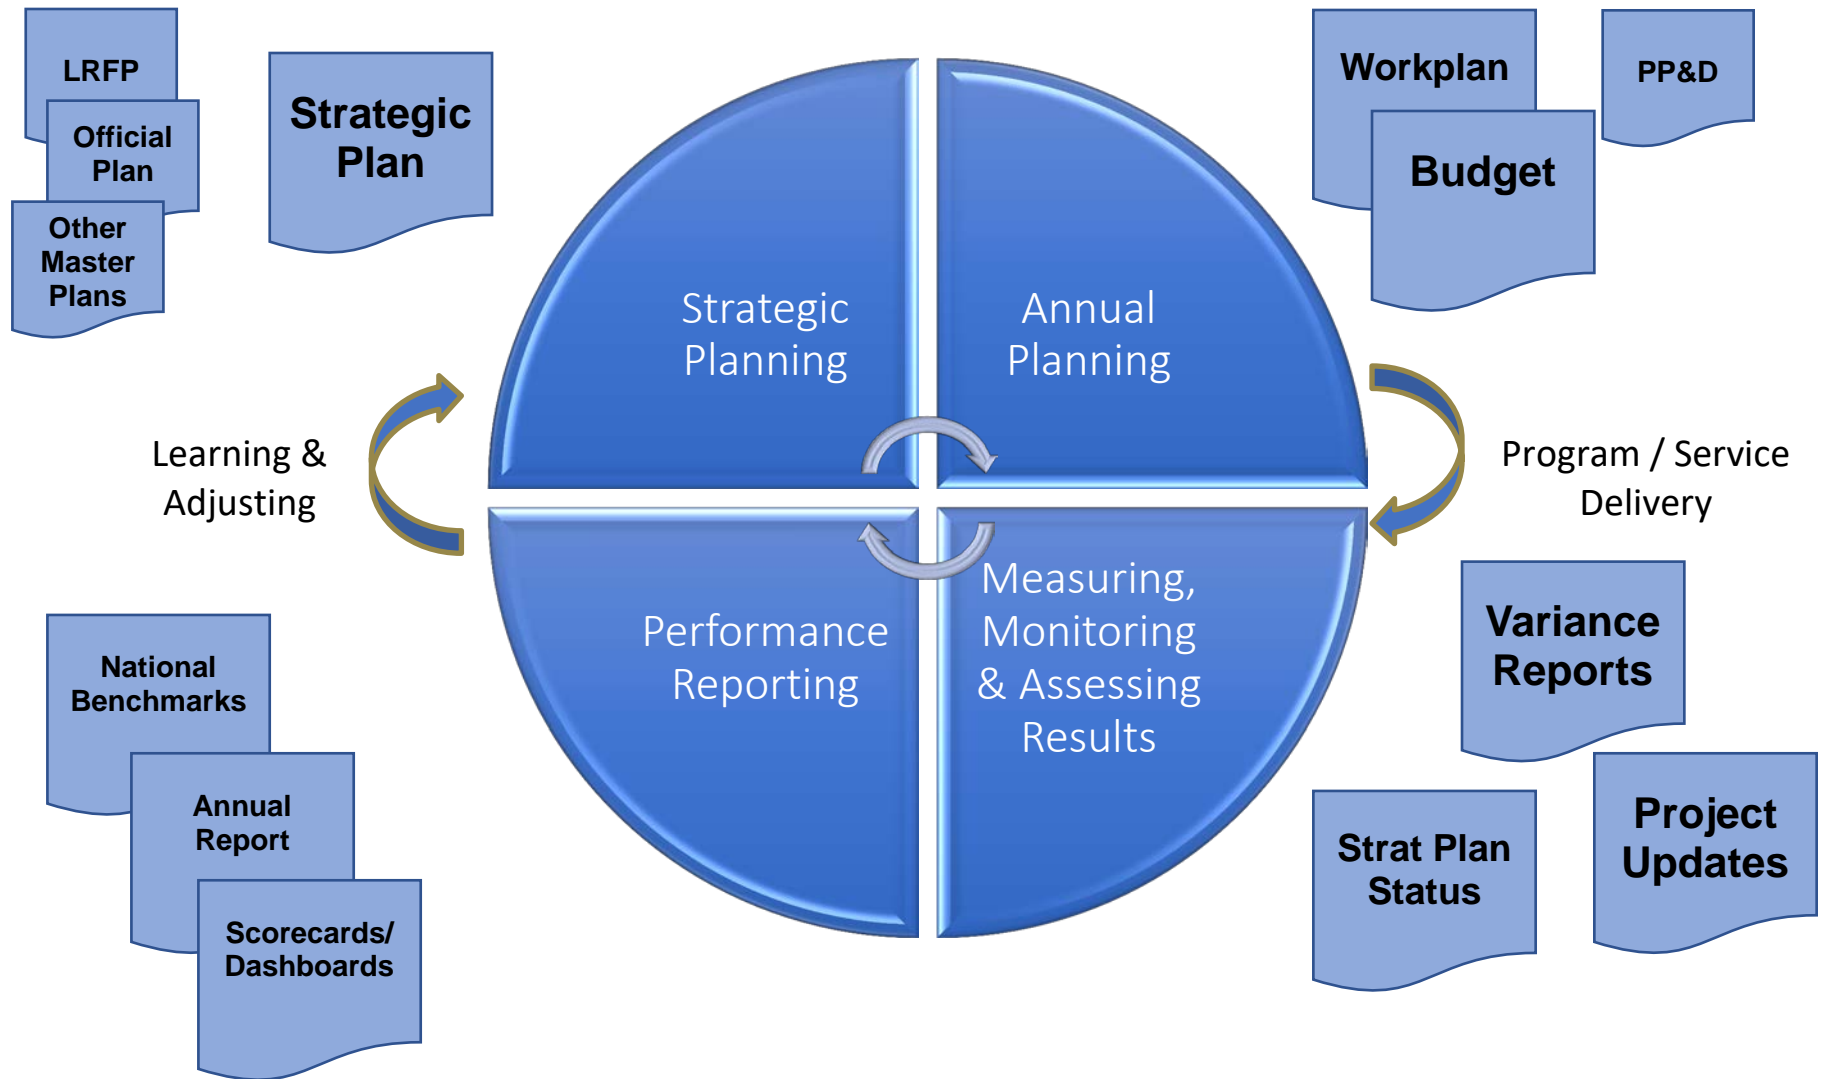 LRFP
Official
Plan
Other
Master
Plans
Strategic
Plan
Workplan
Budget
PP&D
Strategic
Planning
Annual
Planning
Learning &
Adjusting
Program / Service
Delivery
Performance
Reporting
Measuring,
Monitoring
& Assessing
Results
National
Benchmarks
Annual
Report
Scorecards/
Dashboards
Variance
Reports
Strat Plan
Status
Project
Updates